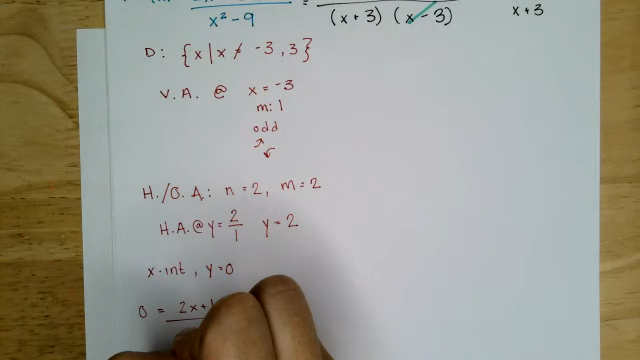 x² - 9 = (x + 3) (x - 3) x + 3
D: {x | x ≠ -3, 3}
V.A. @ x = -3
m: 1
odd
H./O.A.: n = 2, m = 2
H.A. @ y = 2/1 y = 2
x-int, y = 0
0 = 2x + 1